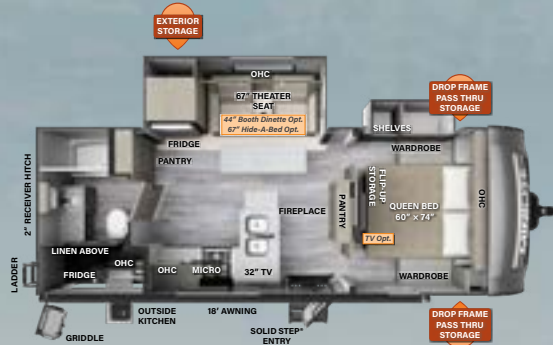 EXTERIOR
STORAGE
OHC
67" THEATER
SEAT
44" Booth Dinette Opt.
67" Hide-A-Bed Opt.
DROP FRAME
PASS THRU
STORAGE
SHELVES
FRIDGE
PANTRY
WARDROBE
2" RECEIVER HITCH
FLIP-UP
STORAGE
OHC
FIREPLACE
PANTRY
QUEEN BED
60" × 74"
TV Opt.
LINEN ABOVE
FRIDGE
OHC
OHC
MICRO
32" TV
WARDROBE
LADDER
OUTSIDE
KITCHEN
18' AWNING
GRIDDLE
SOLID STEP®
ENTRY
DROP FRAME
PASS THRU
STORAGE